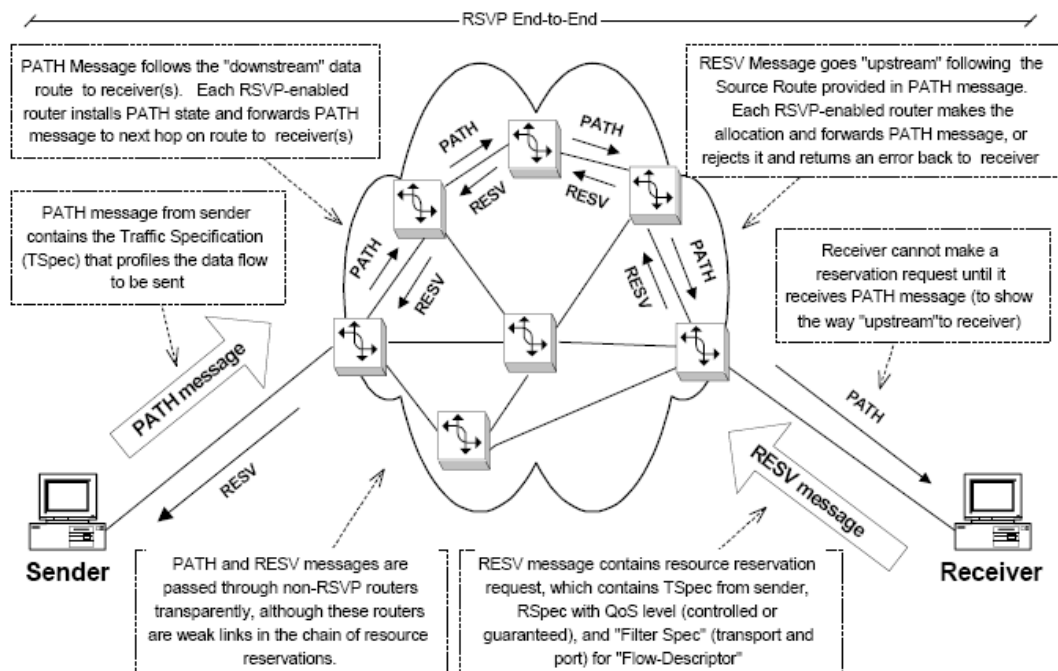 RSVP End-to-End
PATH Message follows the "downstream" data
route to receiver(s). Each RSVP-enabled
router installs PATH state and forwards PATH
message to next hop on route to receiver(s)
RESV Message goes "upstream" following the
Source Route provided in PATH message.
Each RSVP-enabled router makes the
allocation and forwards PATH message, or
rejects it and returns an error back to receiver
PATH message from sender
contains the Traffic Specification
(TSpec) that profiles the data flow
to be sent
Receiver cannot make a
reservation request until it
receives PATH message (to show
the way "upstream"to receiver)
PATH
RESV
PATH
RESV
PATH
RESV
PATH
RESV
PATH message
RESV
PATH
RESV message
Sender
Receiver
PATH and RESV messages are
passed through non-RSVP routers
transparently, although these routers
are weak links in the chain of resource
reservations.
RESV message contains resource reservation
request, which contains TSpec from sender,
RSpec with QoS level (controlled or
guaranteed), and "Filter Spec" (transport and
port) for "Flow-Descriptor"